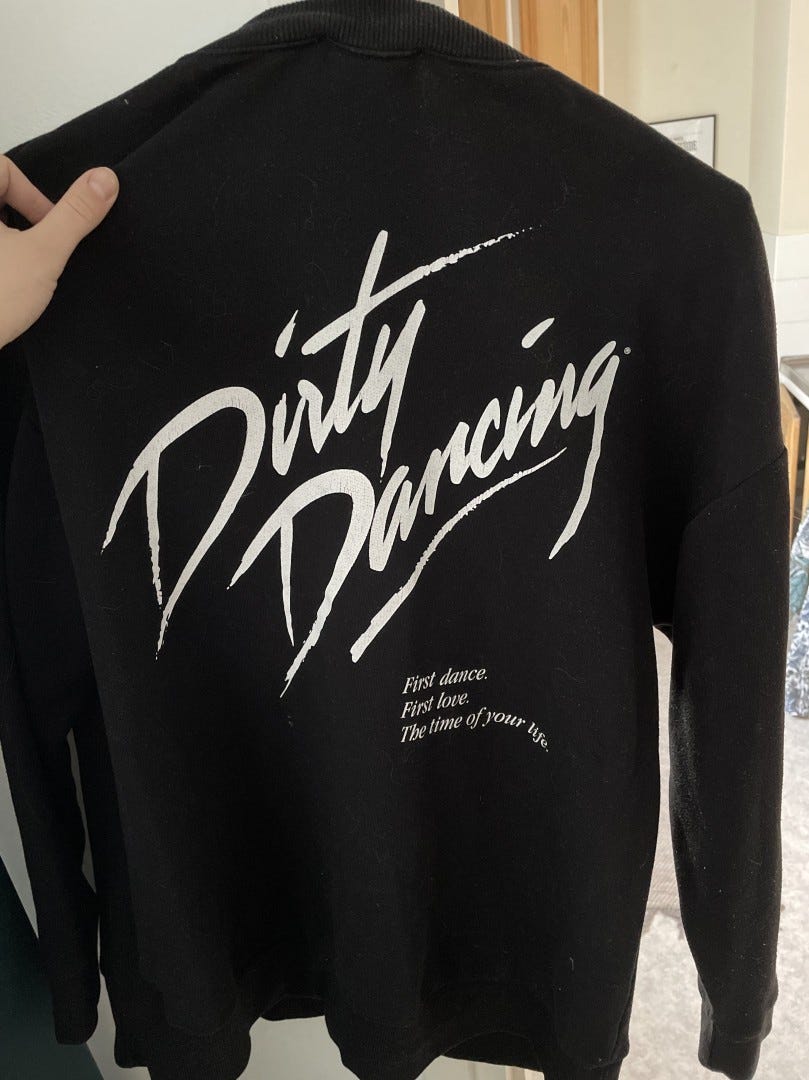 Dirty
Dancing®
First dance.
First love.
The time of your life.